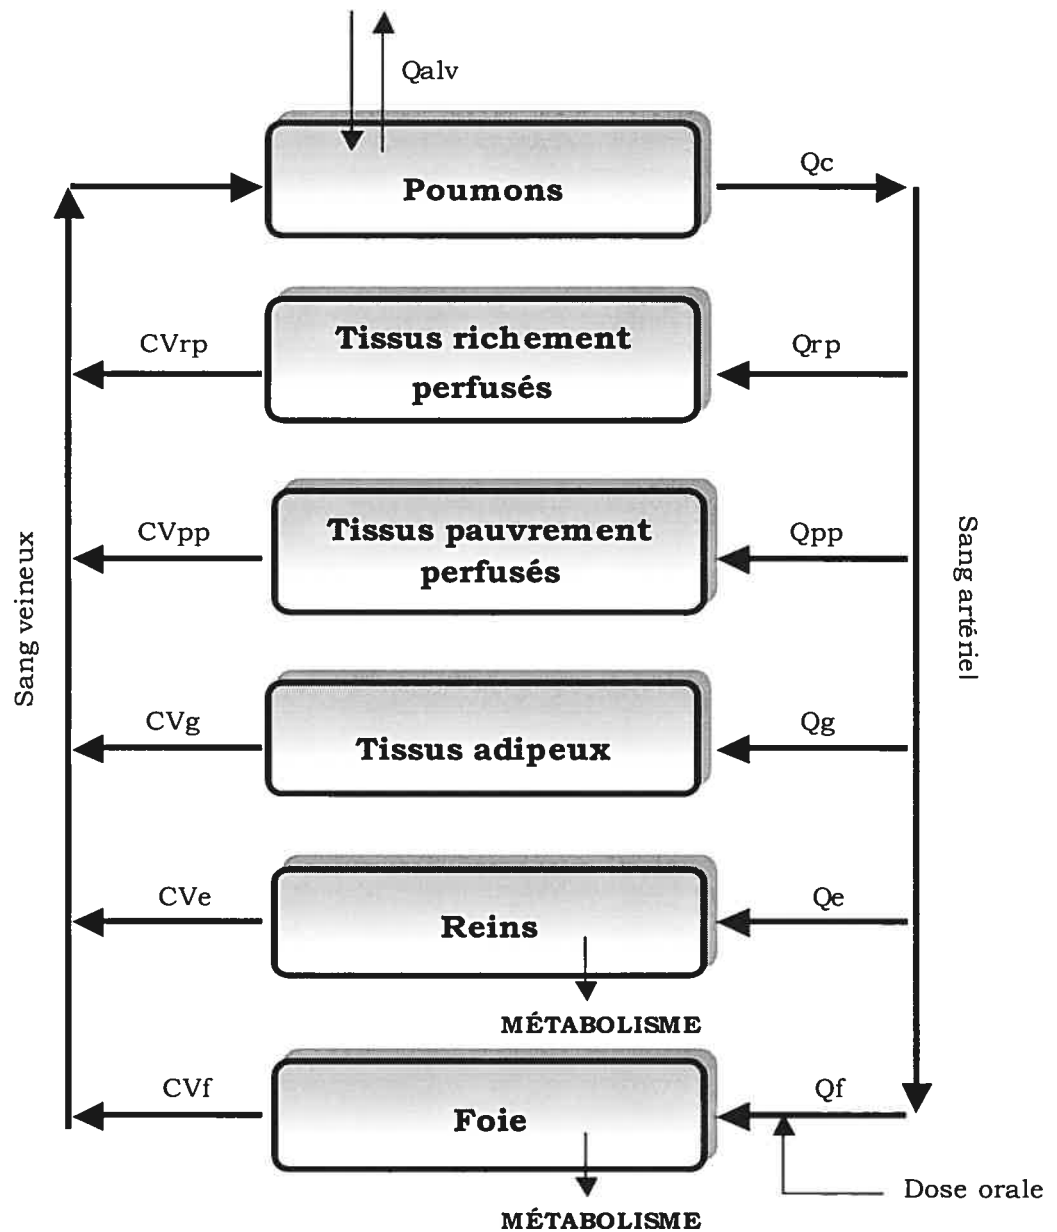 Qalv
Poumons
Qc
Tissus richement
perfusés
CVrp
Qrp
Tissus pauvrement
perfusés
CVpp
Qpp
Sang veineux
Sang artériel
CVg
Tissus adipeux
Qg
CVe
Reins
Qe
MÉTABOLISME
CVf
Foie
Qf
Dose orale
MÉTABOLISME